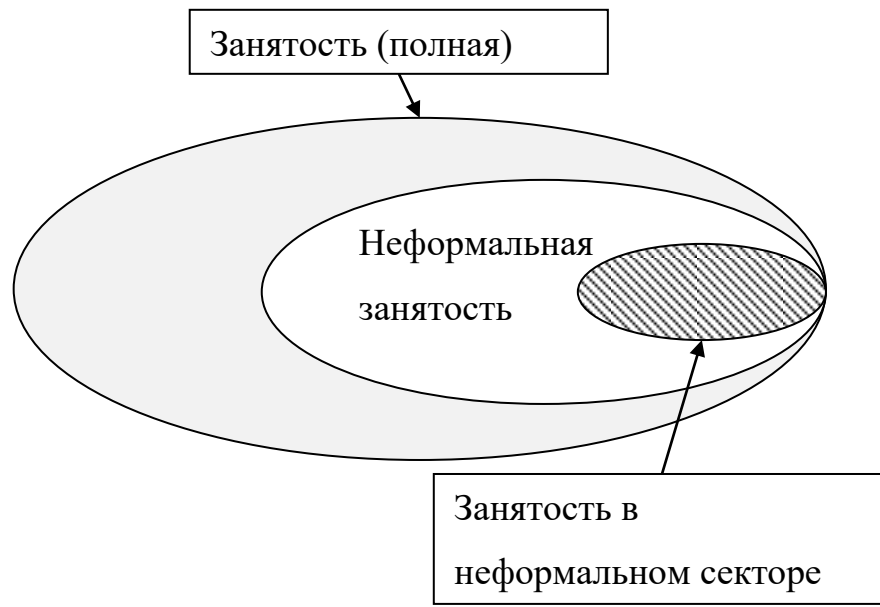 Занятость (полная)
Неформальная
занятость
Занятость в
неформальном секторе